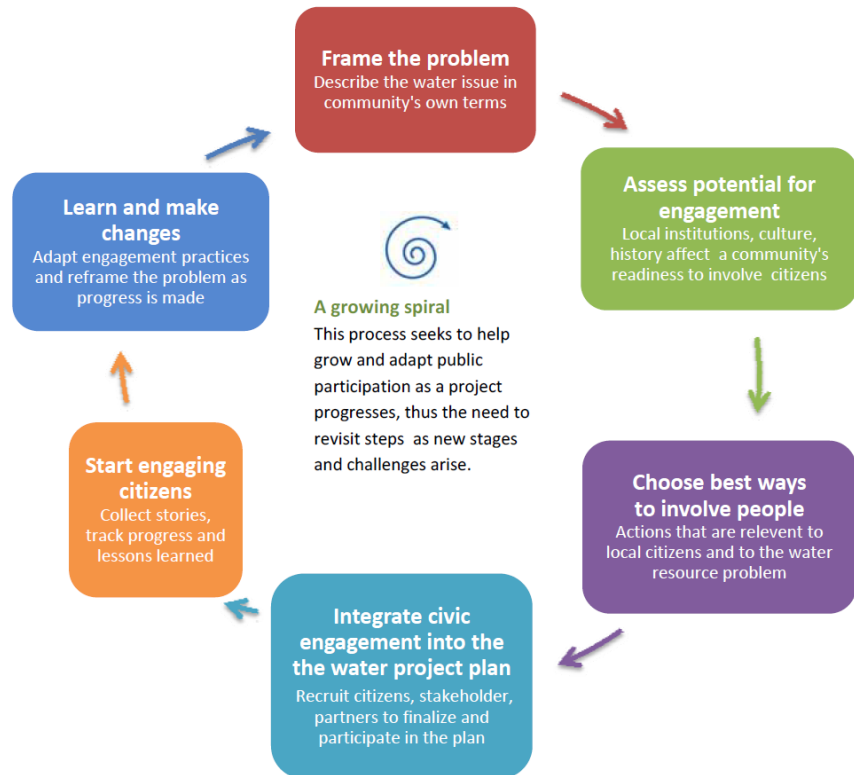 Frame the problem
Describe the water issue in
community's own terms
Assess potential for
engagement
Local institutions, culture,
history affect a community's
readiness to involve citizens
Choose best ways
to involve people
Actions that are relevent to
local citizens and to the water
resource problem
Integrate civic
engagement into the
the water project plan
Recruit citizens, stakeholder,
partners to finalize and
participate in the plan
Start engaging
citizens
Collect stories,
track progress and
lessons learned
Learn and make
changes
Adapt engagement practices
and reframe the problem as
progress is made
A growing spiral
This process seeks to help
grow and adapt public
participation as a project
progresses, thus the need to
revisit steps as new stages
and challenges arise.